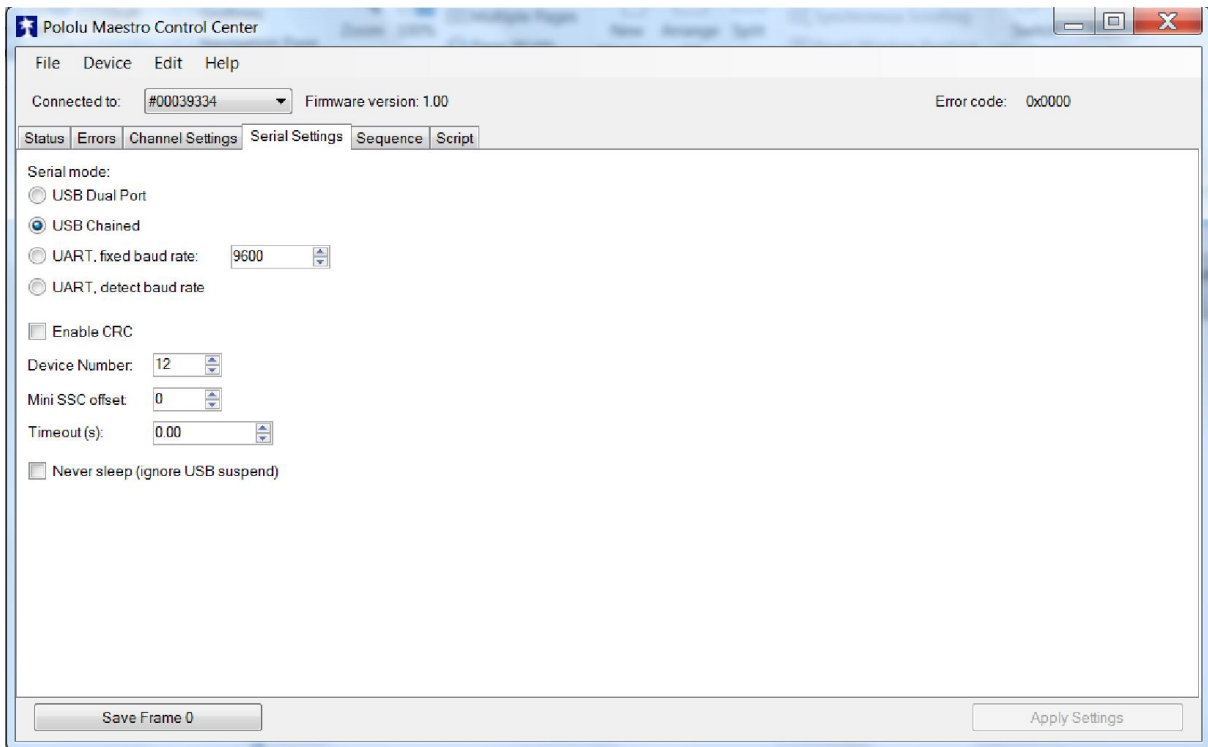 Pololu Maestro Control Center
File Device Edit Help
Connected to: #00039334 Firmware version: 1.00 Error code: 0x0000
Status Errors Channel Settings Serial Settings Sequence Script
Serial mode:
USB Dual Port
USB Chained
UART, fixed baud rate: 9600
UART, detect baud rate
Enable CRC
Device Number: 12
Mini SSC offset: 0
Timeout (s): 0.00
Never sleep (ignore USB suspend)
Save Frame 0 Apply Settings